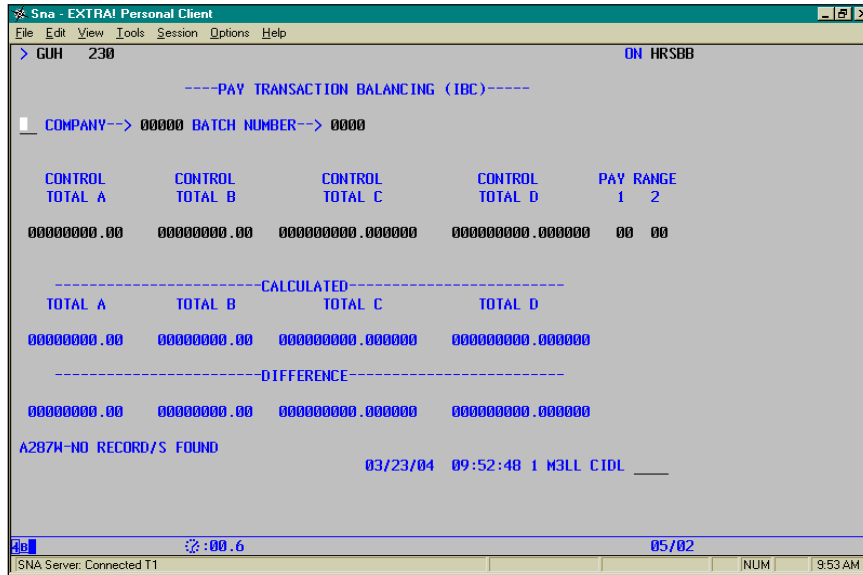 Sna - EXTRA! Personal Client
File Edit View Tools Session Options Help
> GUH 230 ON HRSBB
----PAY TRANSACTION BALANCING (IBC)-----
__ COMPANY--> 00000 BATCH NUMBER--> 0000
CONTROL CONTROL CONTROL CONTROL PAY RANGE
TOTAL A TOTAL B TOTAL C TOTAL D 1 2
00000000.00 00000000.00 000000000.000000 000000000.000000 00 00
------------------------CALCULATED-------------------------
TOTAL A TOTAL B TOTAL C TOTAL D
00000000.00 00000000.00 000000000.000000 000000000.000000
------------------------DIFFERENCE-------------------------
00000000.00 00000000.00 000000000.000000 000000000.000000
A287W-NO RECORD/S FOUND
03/23/04 09:52:48 1 M3LL CIDL ____
4B :00.6 05/02
SNA Server: Connected T1 NUM 9:53 AM